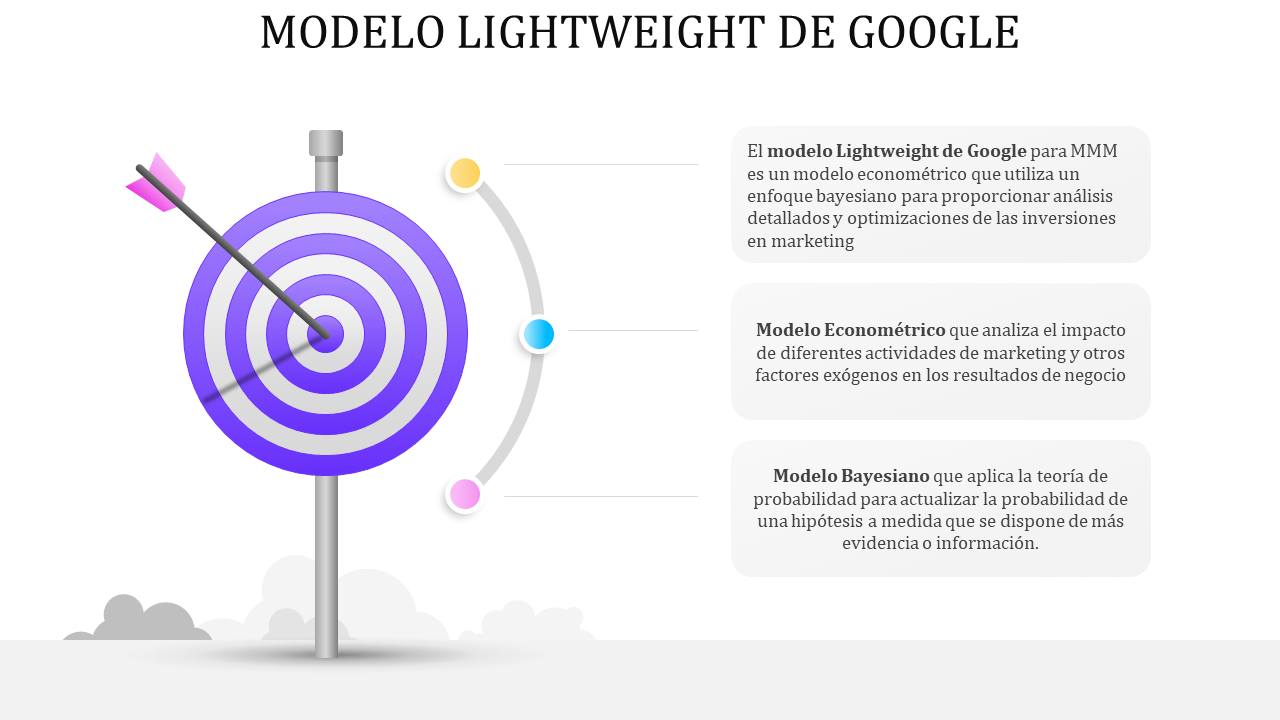 MODELO LIGHTWEIGHT DE GOOGLE
El modelo Lightweight de Google para MMM
es un modelo econométrico que utiliza un
enfoque bayesiano para proporcionar análisis
detallados y optimizaciones de las inversiones
en marketing
Modelo Econométrico que analiza el impacto
de diferentes actividades de marketing y otros
factores exógenos en los resultados de negocio
Modelo Bayesiano que aplica la teoría de
probabilidad para actualizar la probabilidad de
una hipótesis a medida que se dispone de más
evidencia o información.